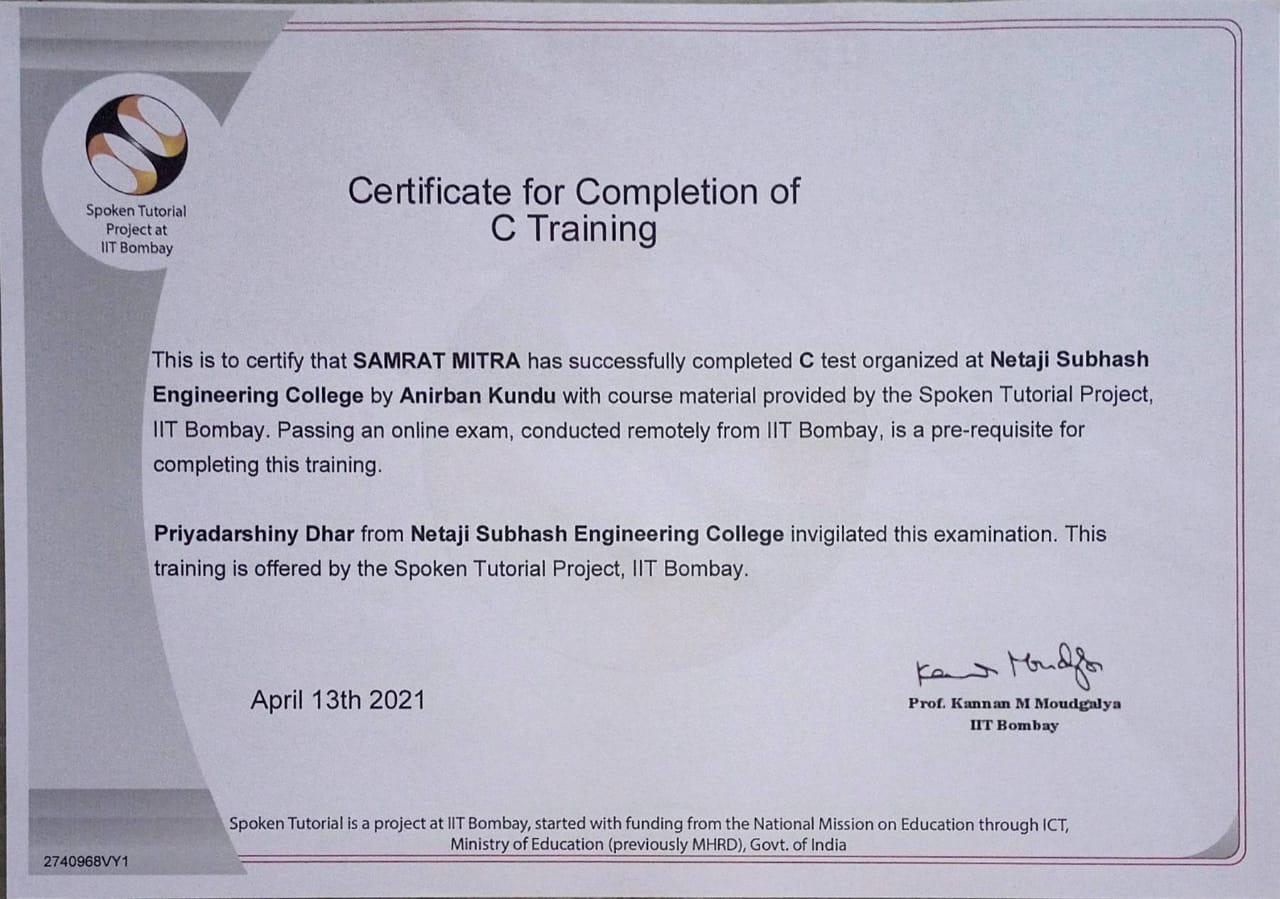 Spoken Tutorial
Project at
IIT Bombay
Certificate for Completion of
C Training
This is to certify that SAMRAT MITRA has successfully completed C test organized at Netaji Subhash
Engineering College by Anirban Kundu with course material provided by the Spoken Tutorial Project,
IIT Bombay. Passing an online exam, conducted remotely from IIT Bombay, is a pre-requisite for
completing this training.
Priyadarshiny Dhar from Netaji Subhash Engineering College invigilated this examination. This
training is offered by the Spoken Tutorial Project, IIT Bombay.
April 13th 2021
Prof. Kannan M Moudgalya
IIT Bombay
Spoken Tutorial is a project at IIT Bombay, started with funding from the National Mission on Education through ICT,
Ministry of Education (previously MHRD), Govt. of India
2740968VY1